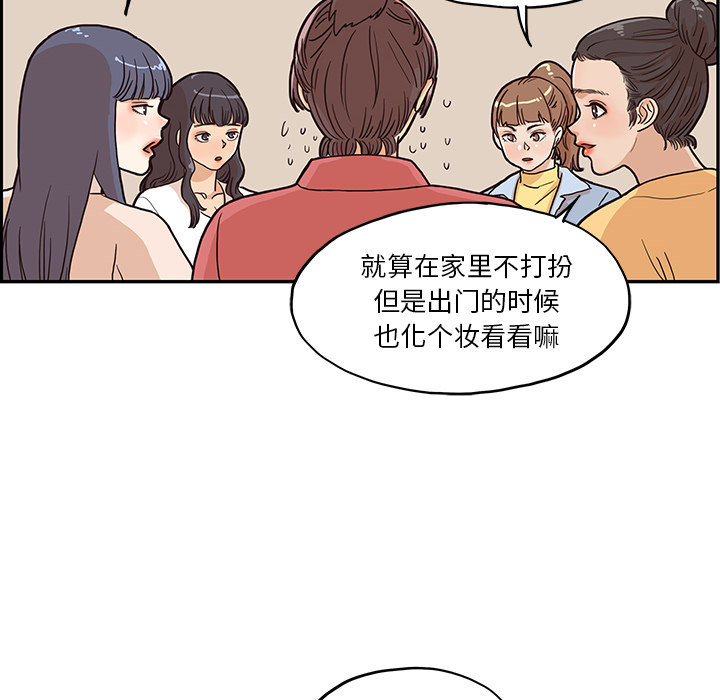 就算在家里不打扮
但是出门的时候
也化个妆看看嘛